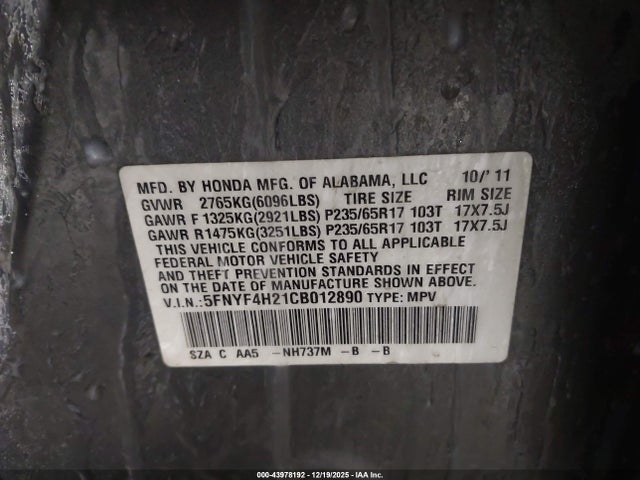 MFD. BY HONDA MFG. OF ALABAMA, LLC 10/'11
GVWR 2765KG(6096LBS) TIRE SIZE RIM SIZE
GAWR F 1325KG(2921LBS) P235/65R17 103T 17X7.5J
GAWR R1475KG(3251LBS) P235/65R17 103T 17X7.5J
THIS VEHICLE CONFORMS TO ALL APPLICABLE
FEDERAL MOTOR VEHICLE SAFETY
AND THEFT PREVENTION STANDARDS IN EFFECT
ON THE DATE OF MANUFACTURE SHOWN ABOVE.
V.I.N.:5FNYF4H21CB012890 TYPE: MPV
SZA C AA5 -NH737M -B -B
000-43978192 - 12/19/2025 - IAA Inc.